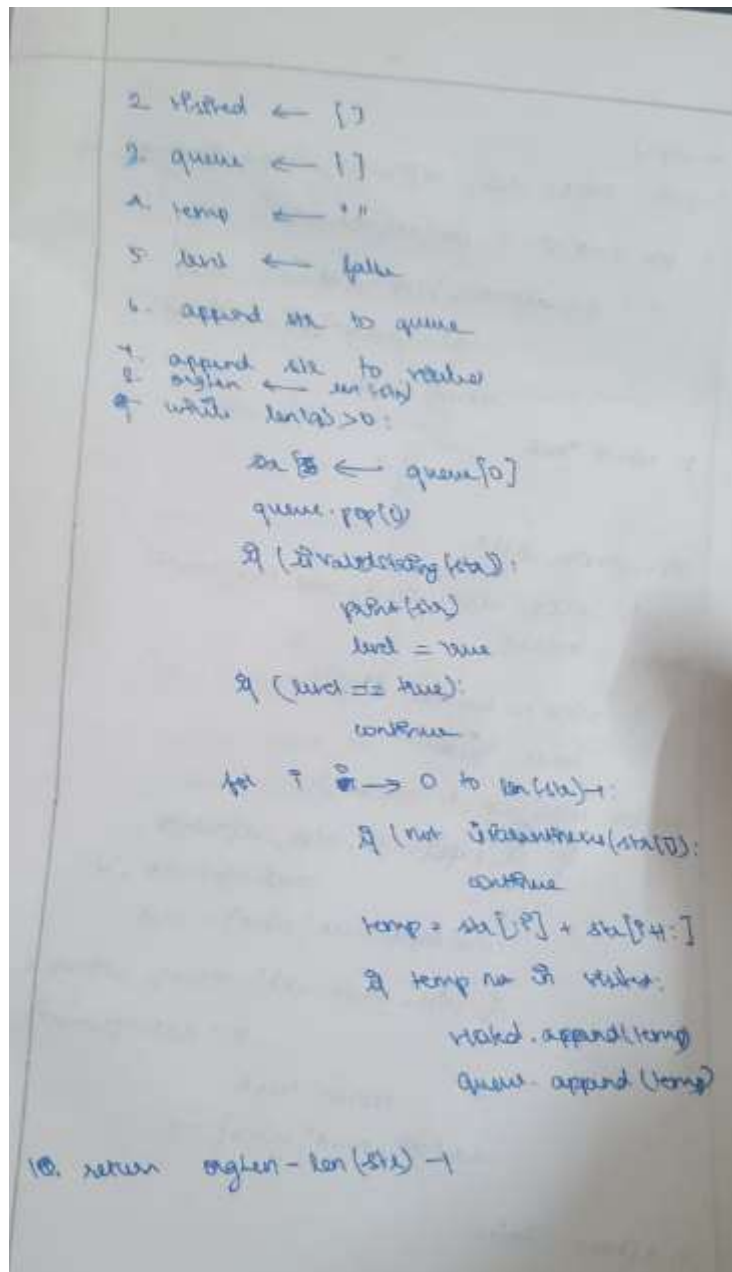 2. visited ← [ ]
3. queue ← [ ]
4. temp ← " "
5. level ← false
6. append str to queue
7. append str to visited
8. orglen ← len(str)
9. while len(q)>0:
str ← queue[0]
queue.pop()
if (isValidString(str)):
print(str)
level = true
if (level == true):
continue
for i → 0 to len(str)-1:
if (not isParenthesis(str[i]):
continue
temp = str[:i] + str[i+1:]
if temp not in visited:
visited.append(temp)
queue.append(temp)
10. return orglen - len(str) -1